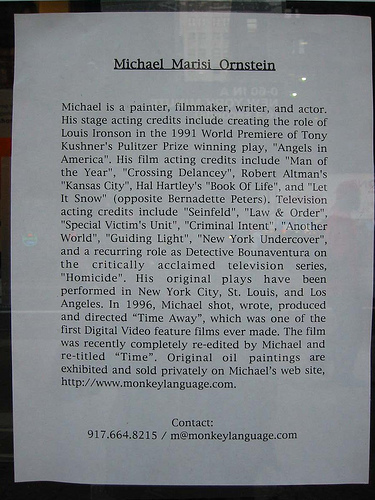 Michael Marisi Ornstein
Michael is a painter, filmmaker, writer, and actor.
His stage acting credits include creating the role of
Louis Ironson in the 1991 World Premiere of Tony
Kushner's Pulitzer Prize winning play, "Angels in
America". His film acting credits include "Man of
the Year", "Crossing Delancey", Robert Altman's
"Kansas City", Hal Hartley's "Book Of Life", and "Let
It Snow" (opposite Bernadette Peters). Television
acting credits include "Seinfeld", "Law & Order",
"Special Victim's Unit", "Criminal Intent", "Another
World", "Guiding Light", "New York Undercover",
and a recurring role as Detective Bounaventura on
the critically acclaimed television series,
"Homicide". His original plays have been
performed in New York City, St. Louis, and Los
Angeles. In 1996, Michael shot, wrote, produced
and directed "Time Away", which was one of the
first Digital Video feature films ever made. The film
was recently completely re-edited by Michael and
re-titled "Time". Original oil paintings are
exhibited and sold privately on Michael's web site,
http://www.monkeylanguage.com.
Contact:
917.664.8215 / m@monkeylanguage.com